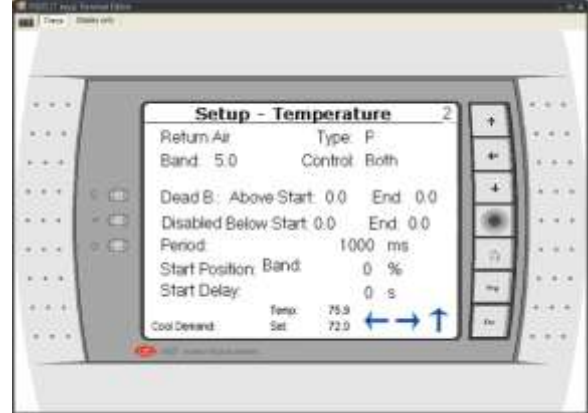 Setup - Temperature 2
Return Air Type: P
Band: 5.0 Control: Both
Dead B.: Above Start: 0.0 End: 0.0
Disabled Below Start: 0.0 End: 0.0
Period: 1000 ms
Start Position: Band: 0 %
Start Delay: 0 s
Temp: 75.9
Cool Demand: Set: 72.0